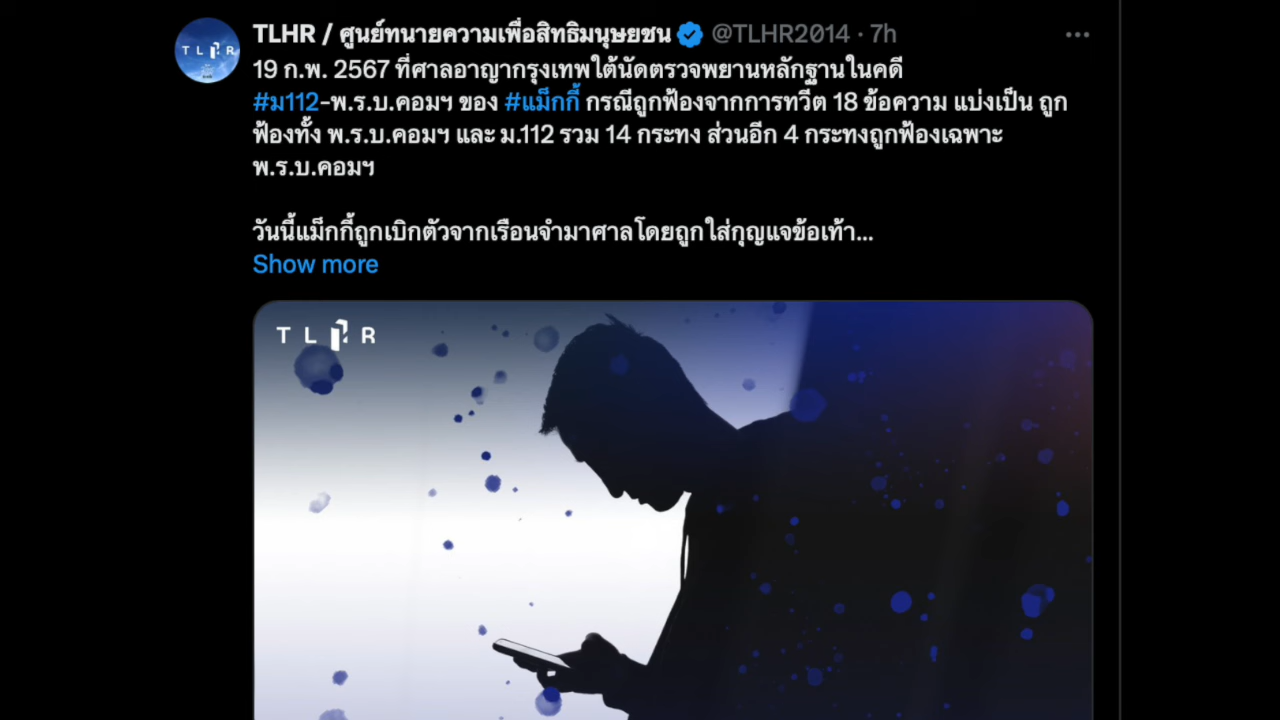 TLHR
TLHR / ศูนย์ทนายความเพื่อสิทธิมนุษยชน @TLHR2014 · 7h
19 ก.พ. 2567 ที่ศาลอาญากรุงเทพใต้นัดตรวจพยานหลักฐานในคดี
#ม112-พ.ร.บ.คอมฯ ของ #แม็กกี้ กรณีถูกฟ้องจากการทวีต 18 ข้อความ แบ่งเป็น ถูก
ฟ้องทั้ง พ.ร.บ.คอมฯ และ ม.112 รวม 14 กระทง ส่วนอีก 4 กระทงถูกฟ้องเฉพาะ
พ.ร.บ.คอมฯ
วันนี้แม็กกี้ถูกเบิกตัวจากเรือนจำมาศาลโดยถูกใส่กุญแจข้อเท้า...
Show more
TLHR